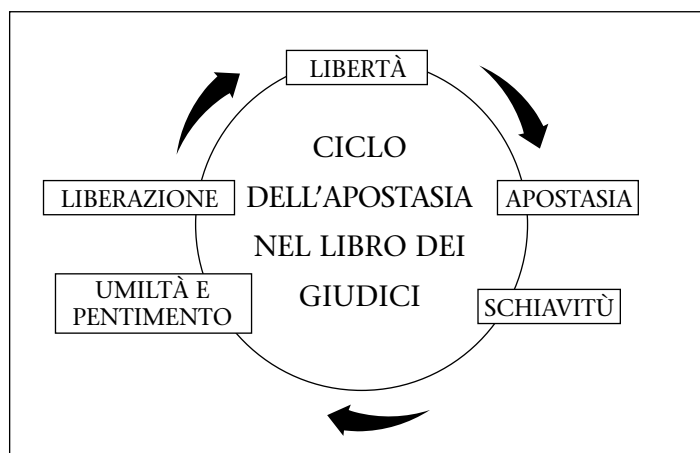 LIBERTÀ
CICLO
DELL'APOSTASIA
NEL LIBRO DEI
GIUDICI
APOSTASIA
SCHIAVITÙ
UMILTÀ E
PENTIMENTO
LIBERAZIONE